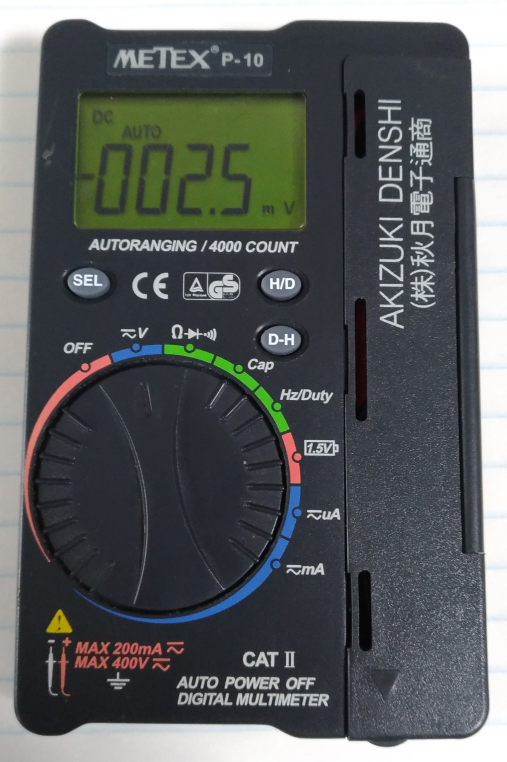 METEX® P-10
DC
AUTO
-002.5 m V
AUTORANGING / 4000 COUNT
SEL
CE
GS
H/D
D-H
OFF
V
Ω
Cap
Hz/Duty
1.5V
uA
mA
MAX 200mA
MAX 400V
CAT II
AUTO POWER OFF
DIGITAL MULTIMETER
AKIZUKI DENSHI
(株)秋月電子通商